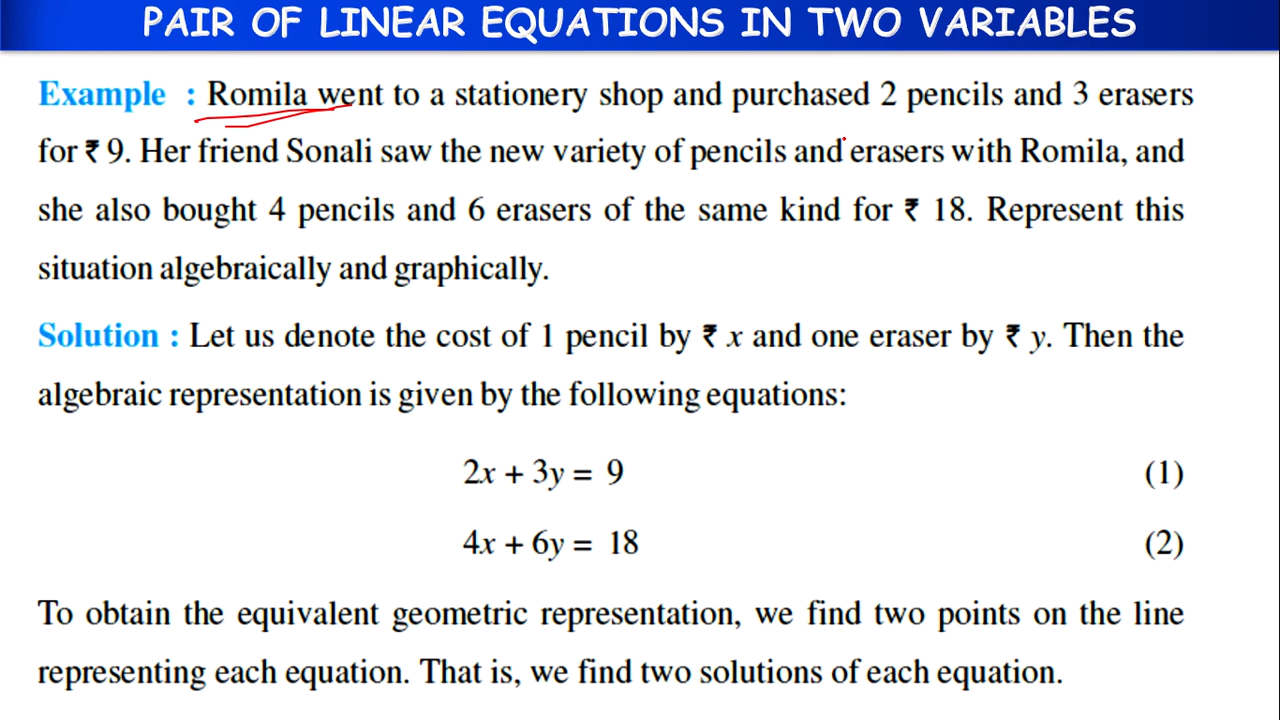 PAIR OF LINEAR EQUATIONS IN TWO VARIABLES
Example : Romila went to a stationery shop and purchased 2 pencils and 3 erasers
for ₹ 9. Her friend Sonali saw the new variety of pencils and erasers with Romila, and
she also bought 4 pencils and 6 erasers of the same kind for ₹ 18. Represent this
situation algebraically and graphically.
Solution : Let us denote the cost of 1 pencil by ₹ x and one eraser by ₹ y. Then the
algebraic representation is given by the following equations:
2x + 3y = 9 (1)
4x + 6y = 18 (2)
To obtain the equivalent geometric representation, we find two points on the line
representing each equation. That is, we find two solutions of each equation.